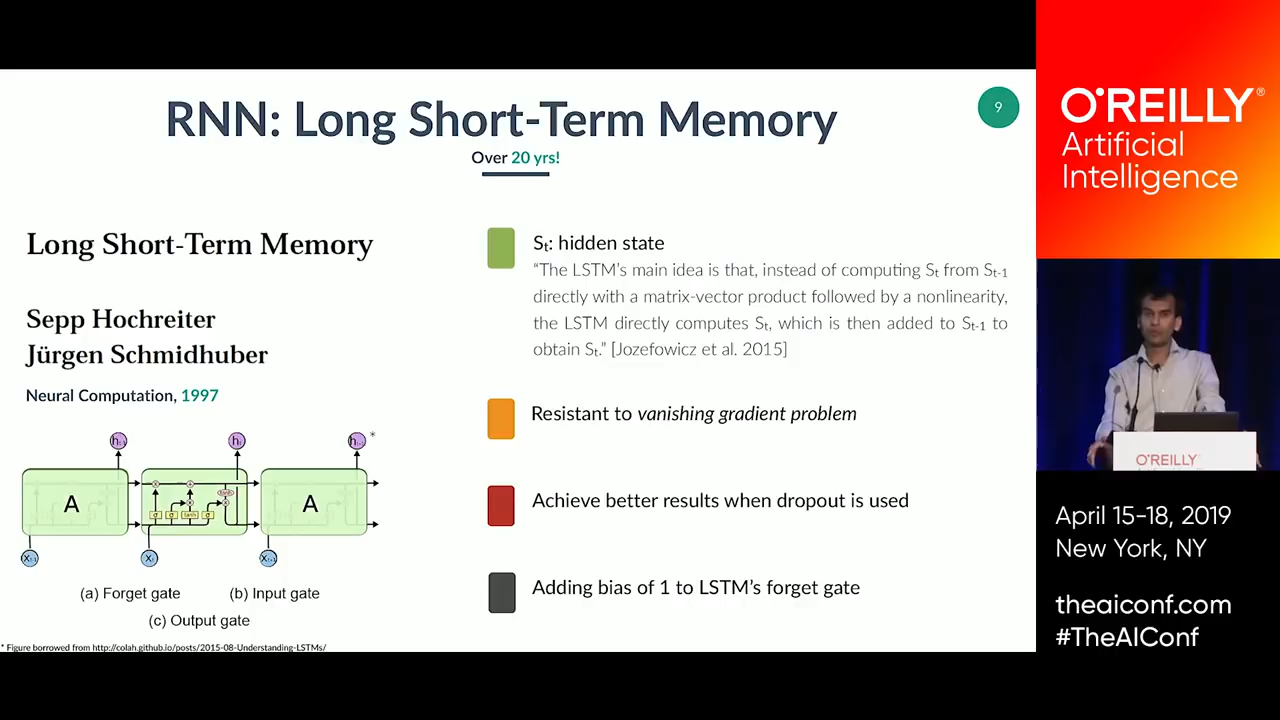 RNN: Long Short-Term Memory
9
Over 20 yrs!
Long Short-Term Memory
Sepp Hochreiter
Jürgen Schmidhuber
Neural Computation, 1997
A
A
(a) Forget gate
(b) Input gate
(c) Output gate
* Figure borrowed from http://colah.github.io/posts/2015-08-Understanding-LSTMs/
St: hidden state
“The LSTM’s main idea is that, instead of computing St from St-1
directly with a matrix-vector product followed by a nonlinearity,
the LSTM directly computes St, which is then added to St-1 to
obtain St.” [Jozefowicz et al. 2015]
Resistant to vanishing gradient problem
Achieve better results when dropout is used
Adding bias of 1 to LSTM’s forget gate
O'REILLY®
Artificial
Intelligence
O'REILLY
April 15-18, 2019
New York, NY
theaiconf.com
#TheAIConf